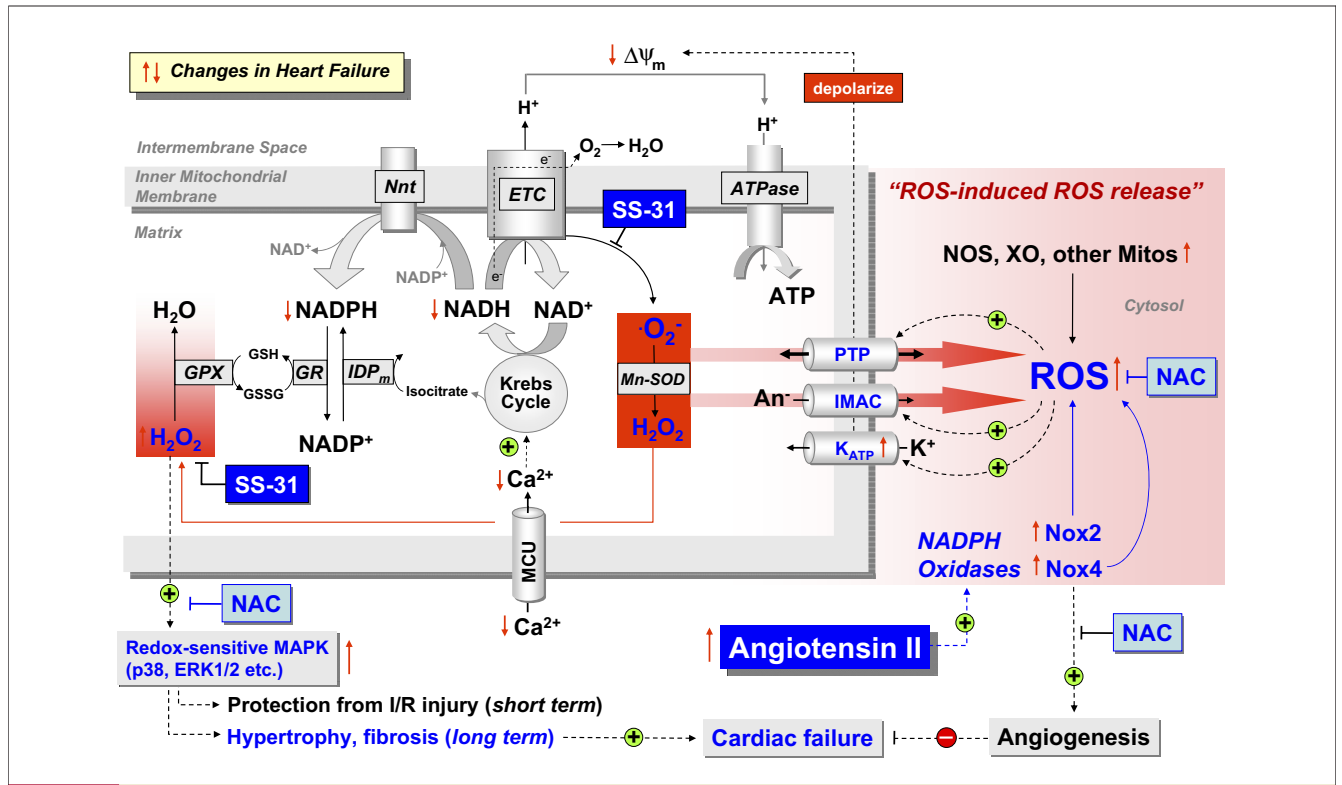 ↑↓ Changes in Heart Failure
↓ ΔΨm
depolarize
H+
H+
O2 → H2O
e-
Intermembrane Space
Inner Mitochondrial
Membrane
Nnt
ETC
ATPase
SS-31
"ROS-induced ROS release"
Matrix
NAD+
NADP+
e-
NOS, XO, other Mitos ↑
Cytosol
ATP
H2O
↓ NADPH
↓ NADH
NAD+
·O2-
PTP
+
GSH
GPX
GR
IDPm
GSSG
Isocitrate
Krebs
Cycle
Mn-SOD
ROS ↑
NAC
An-
IMAC
+
↑ H2O2
NADP+
H2O2
KATP ↑
K+
+
+
SS-31
↓ Ca2+
MCU
↓ Ca2+
NADPH
Oxidases
↑ Nox2
↑ Nox4
+
NAC
Redox-sensitive MAPK ↑
(p38, ERK1/2 etc.)
↑ Angiotensin II
+
NAC
+
Protection from I/R injury (short term)
Hypertrophy, fibrosis (long term)
+
Cardiac failure
−
Angiogenesis